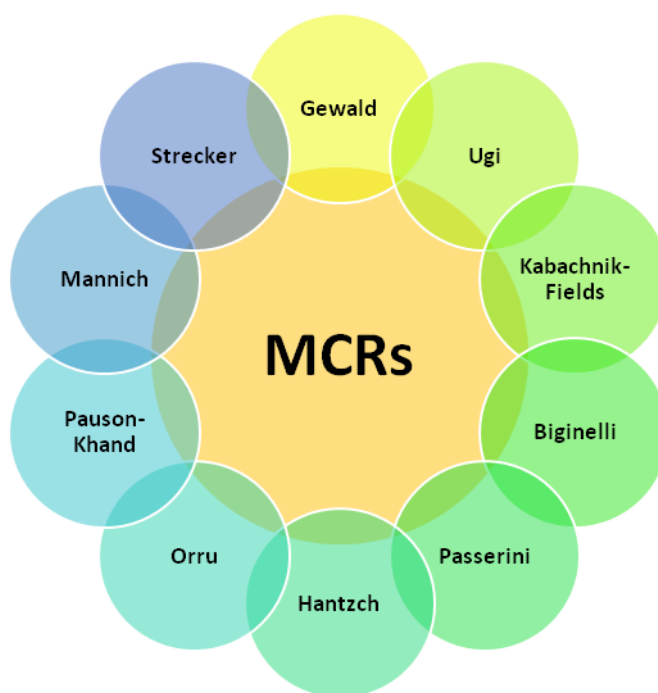 Gewald
Ugi
Kabachnik-
Fields
Biginelli
Passerini
Hantzch
Orru
Pauson-
Khand
Mannich
Strecker
MCRs